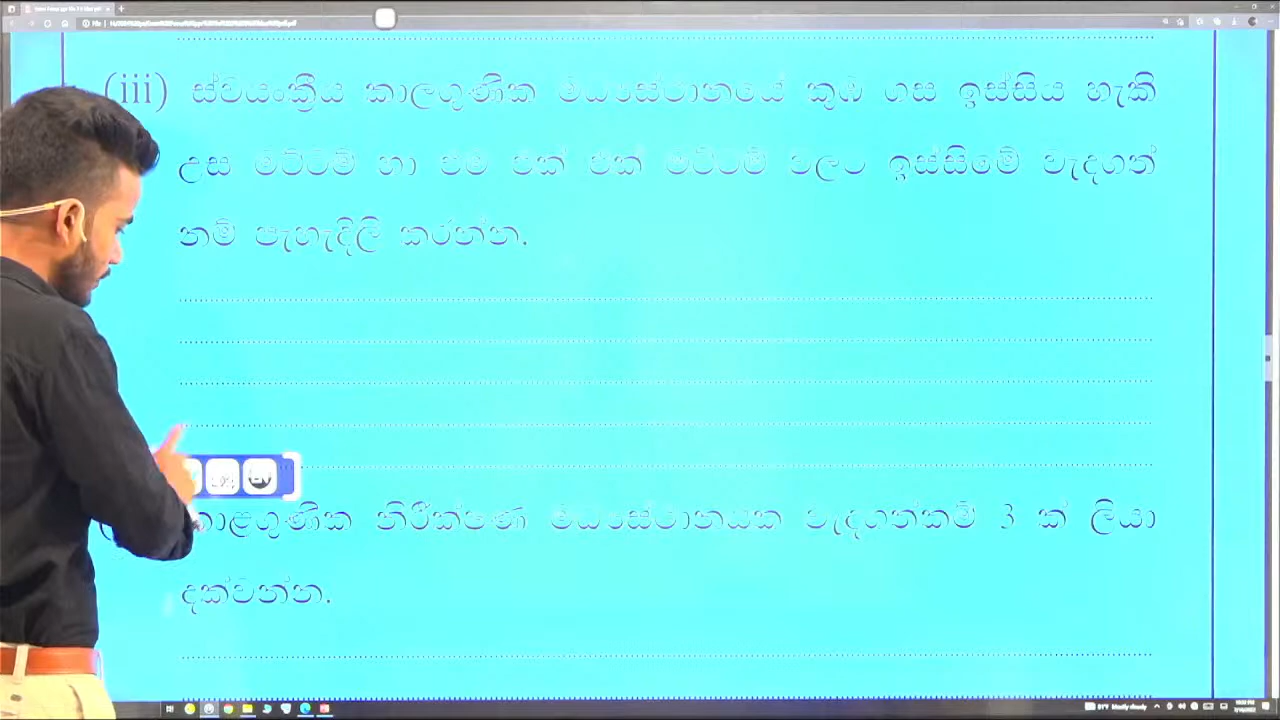 (iii) ස්වයංක්‍රීය කාලගුණික මධ්‍යස්ථානයේ කුඹ ගස ඉස්සිය හැකි
උස මට්ටම් හා එම එක් එක් මට්ටම් වලට ඉස්සීමේ වැදගත්
නම් පැහැදිලි කරන්න.
කාළගුණික නිරීක්ෂණ මධ්‍යස්ථානයක වැදගත්කම් 3 ක් ලියා
දක්වන්න.